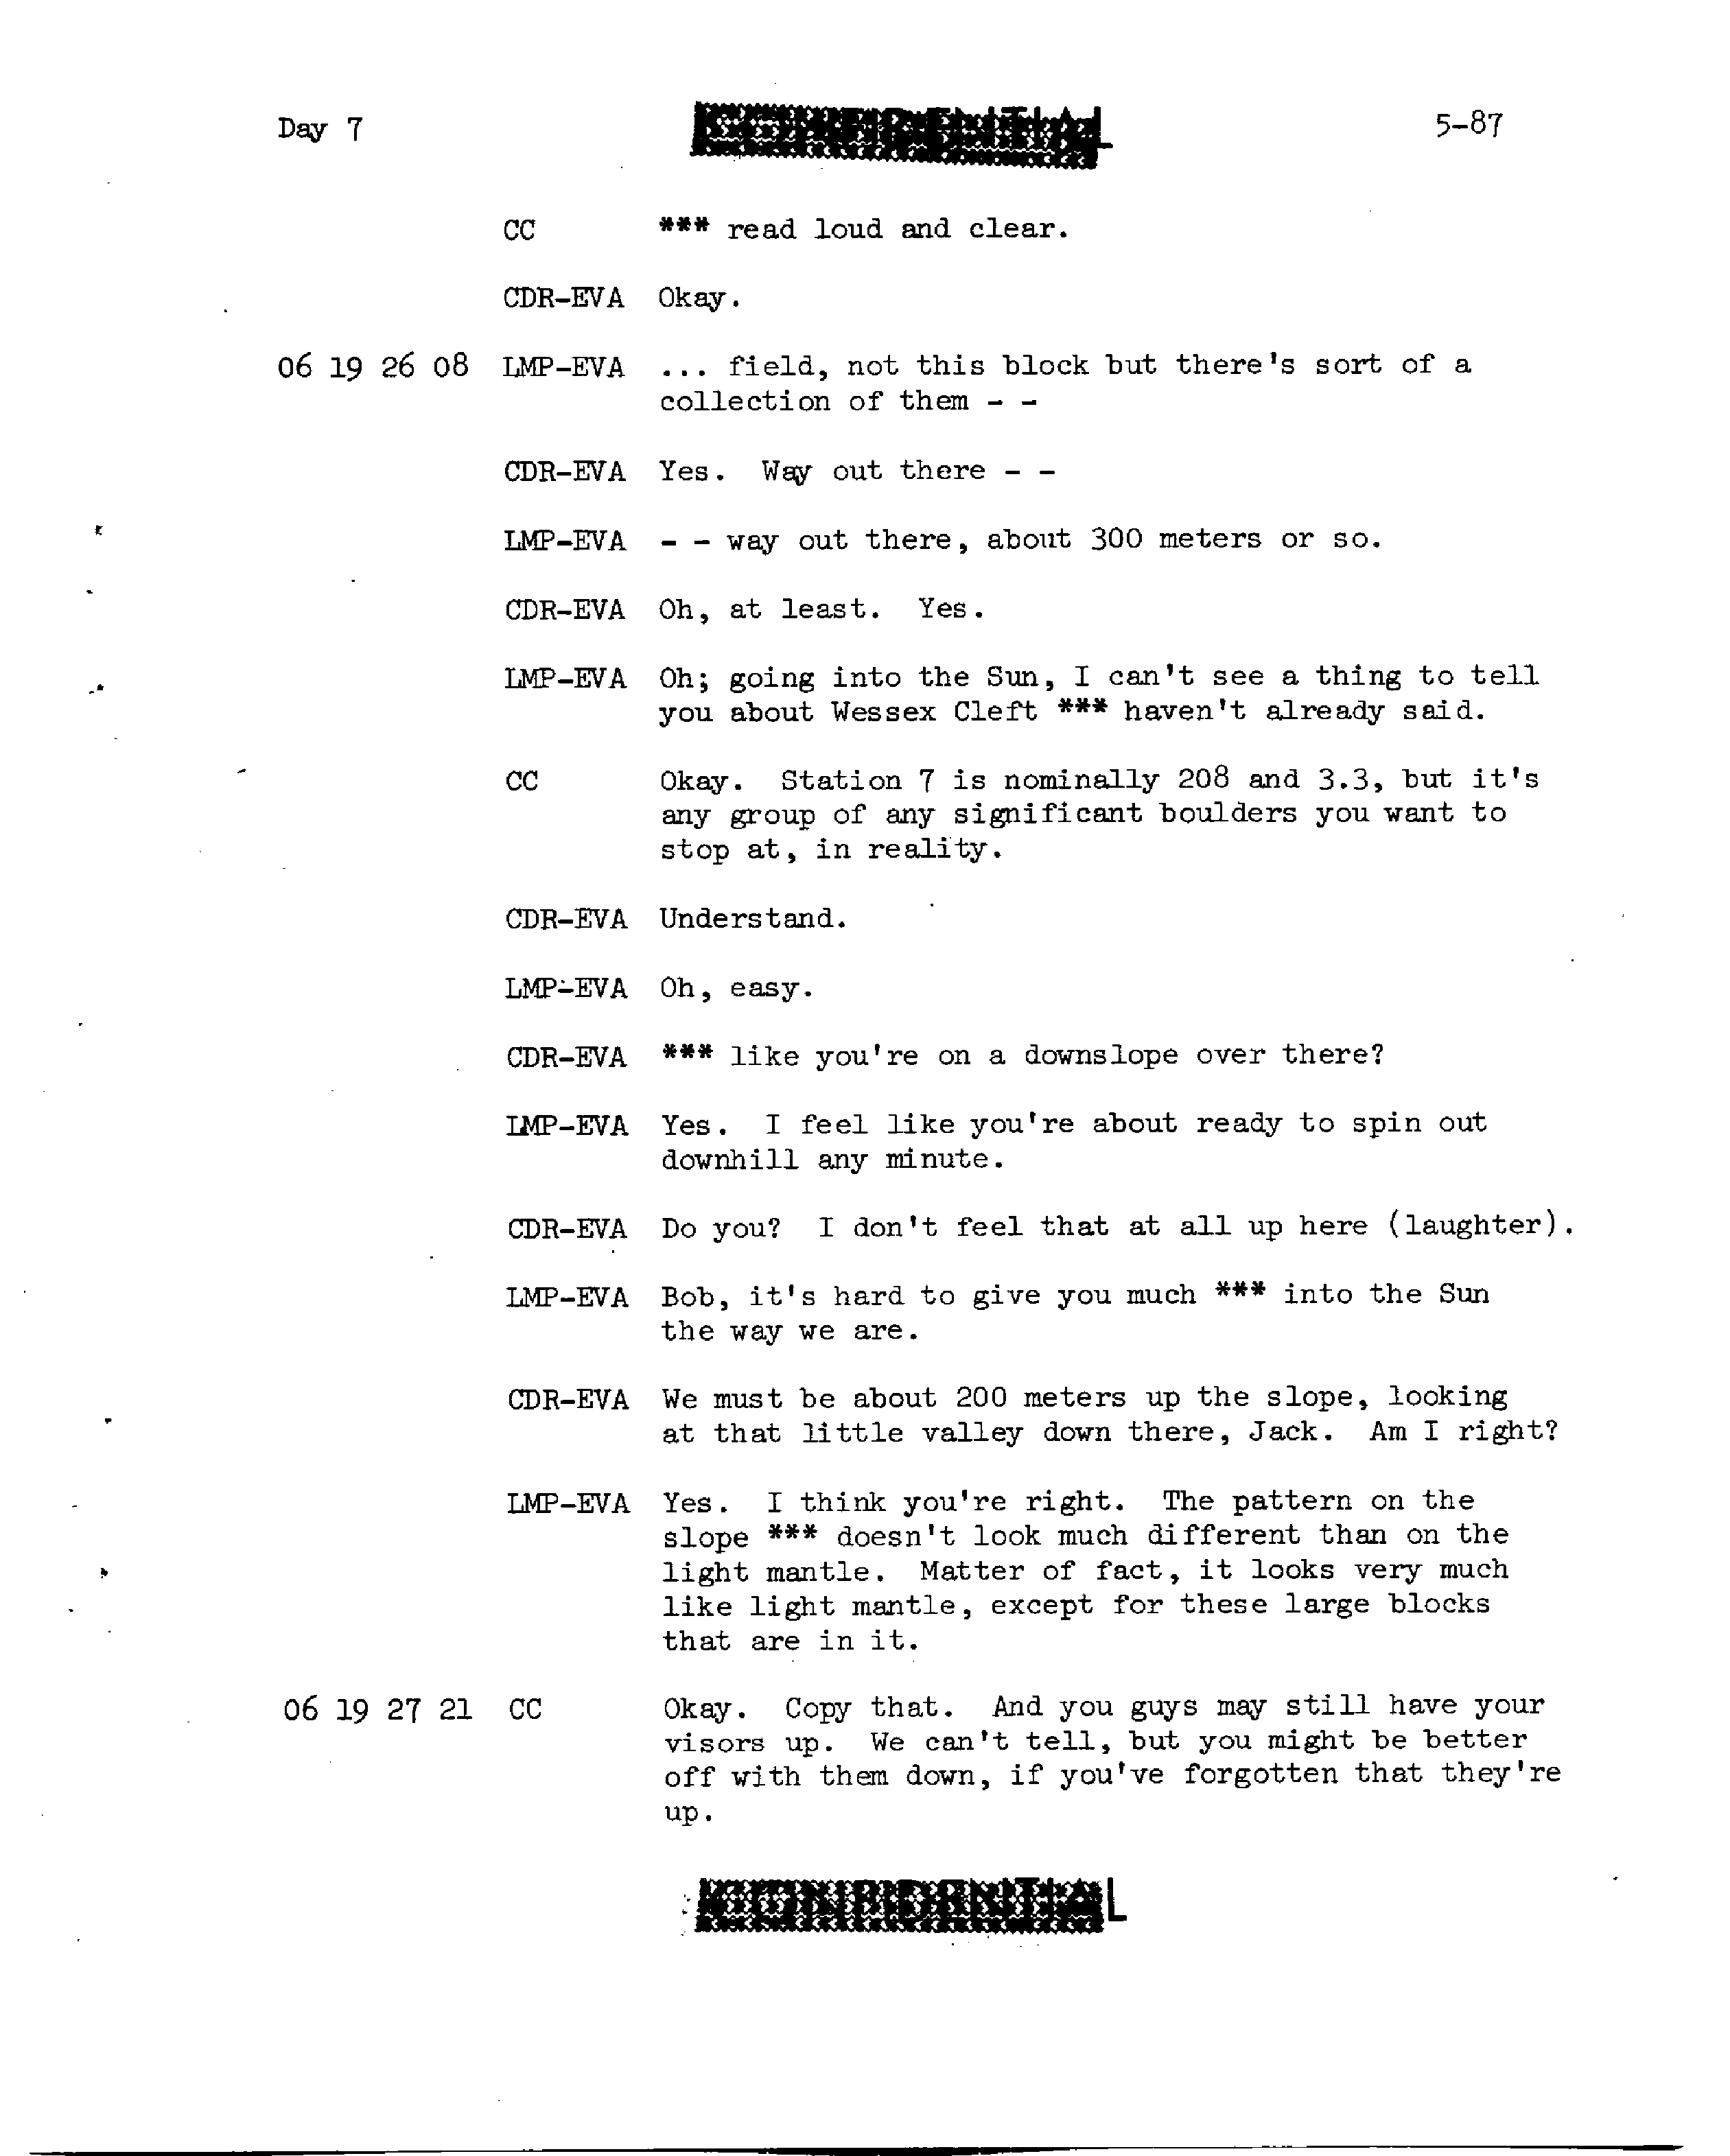 Day 7
CONFIDENTIAL
5-87
CC *** read loud and clear.
CDR-EVA Okay.
06 19 26 08 LMP-EVA ... field, not this block but there's sort of a
collection of them - -
CDR-EVA Yes. Way out there - -
LMP-EVA - - way out there, about 300 meters or so.
CDR-EVA Oh, at least. Yes.
LMP-EVA Oh; going into the Sun, I can't see a thing to tell
you about Wessex Cleft *** haven't already said.
CC Okay. Station 7 is nominally 208 and 3.3, but it's
any group of any significant boulders you want to
stop at, in reality.
CDR-EVA Understand.
LMP-EVA Oh, easy.
CDR-EVA *** like you're on a downslope over there?
LMP-EVA Yes. I feel like you're about ready to spin out
downhill any minute.
CDR-EVA Do you? I don't feel that at all up here (laughter).
LMP-EVA Bob, it's hard to give you much *** into the Sun
the way we are.
CDR-EVA We must be about 200 meters up the slope, looking
at that little valley down there, Jack. Am I right?
LMP-EVA Yes. I think you're right. The pattern on the
slope *** doesn't look much different than on the
light mantle. Matter of fact, it looks very much
like light mantle, except for these large blocks
that are in it.
06 19 27 21 CC Okay. Copy that. And you guys may still have your
visors up. We can't tell, but you might be better
off with them down, if you've forgotten that they're
up.
CONFIDENTIAL